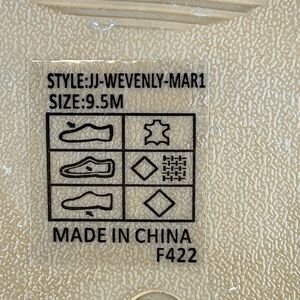 STYLE:JJ-WEVENLY-MAR1
SIZE:9.5M
MADE IN CHINA
F422